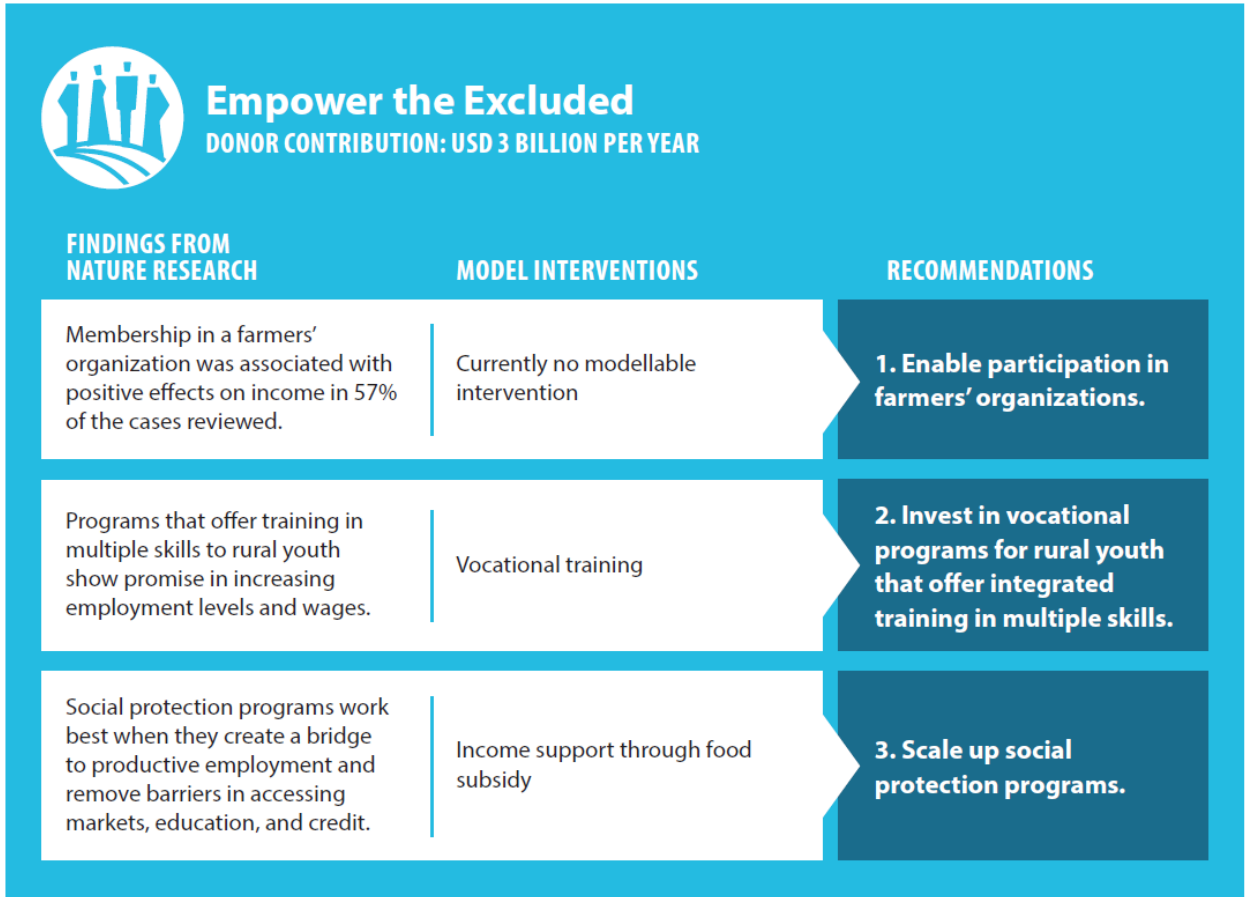 Empower the Excluded
DONOR CONTRIBUTION: USD 3 BILLION PER YEAR
FINDINGS FROM
NATURE RESEARCH
MODEL INTERVENTIONS
RECOMMENDATIONS
Membership in a farmers’
organization was associated with
positive effects on income in 57%
of the cases reviewed.
Currently no modellable
intervention
1. Enable participation in
farmers’ organizations.
Programs that offer training in
multiple skills to rural youth
show promise in increasing
employment levels and wages.
Vocational training
2. Invest in vocational
programs for rural youth
that offer integrated
training in multiple skills.
Social protection programs work
best when they create a bridge
to productive employment and
remove barriers in accessing
markets, education, and credit.
Income support through food
subsidy
3. Scale up social
protection programs.